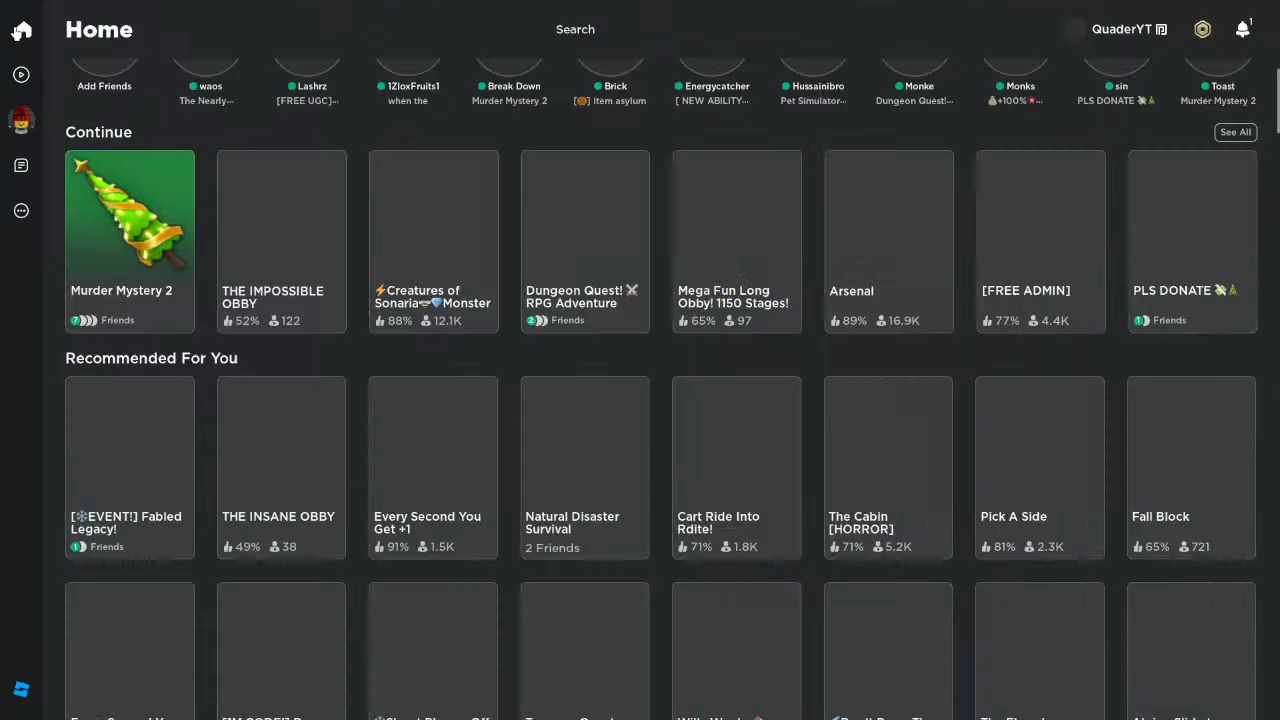 Home
Search
QuaderYT
1
Add Friends
waos
Lashrz
1ZloxFruits1
Break Down
Brick
Energycatcher
Hussainibro
Monke
Monks
sin
Toast
The Nearly...
[FREE UGC]...
when the
Murder Mystery 2
[🎃] Item asylum
[ NEW ABILITY...
Pet Simulator...
Dungeon Quest!...
💰+100%💥...
PLS DONATE 💸🎄
Murder Mystery 2
Continue
See All
Murder Mystery 2
7 Friends
THE IMPOSSIBLE
OBBY
52% 122
⚡Creatures of
Sonaria🪽💎Monster
88% 12.1K
Dungeon Quest! ⚔️
RPG Adventure
2 Friends
Mega Fun Long
Obby! 1150 Stages!
65% 97
Arsenal
89% 16.9K
[FREE ADMIN]
77% 4.4K
PLS DONATE 💸🎄
1 Friends
Recommended For You
[❄️EVENT!] Fabled
Legacy!
1 Friends
THE INSANE OBBY
49% 38
Every Second You
Get +1
91% 1.5K
Natural Disaster
Survival
2 Friends
Cart Ride Into
Rdite!
71% 1.8K
The Cabin
[HORROR]
71% 5.2K
Pick A Side
81% 2.3K
Fall Block
65% 721